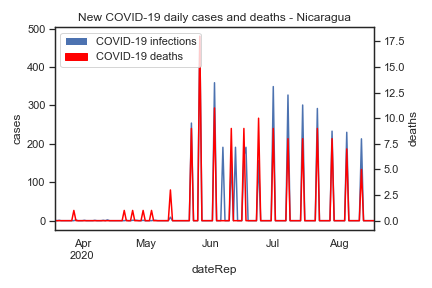 New COVID-19 daily cases and deaths - Nicaragua
COVID-19 infections
COVID-19 deaths
500
400
300
200
100
0
cases
17.5
15.0
12.5
10.0
7.5
5.0
2.5
0.0
deaths
Apr
2020
May
Jun
Jul
Aug
dateRep